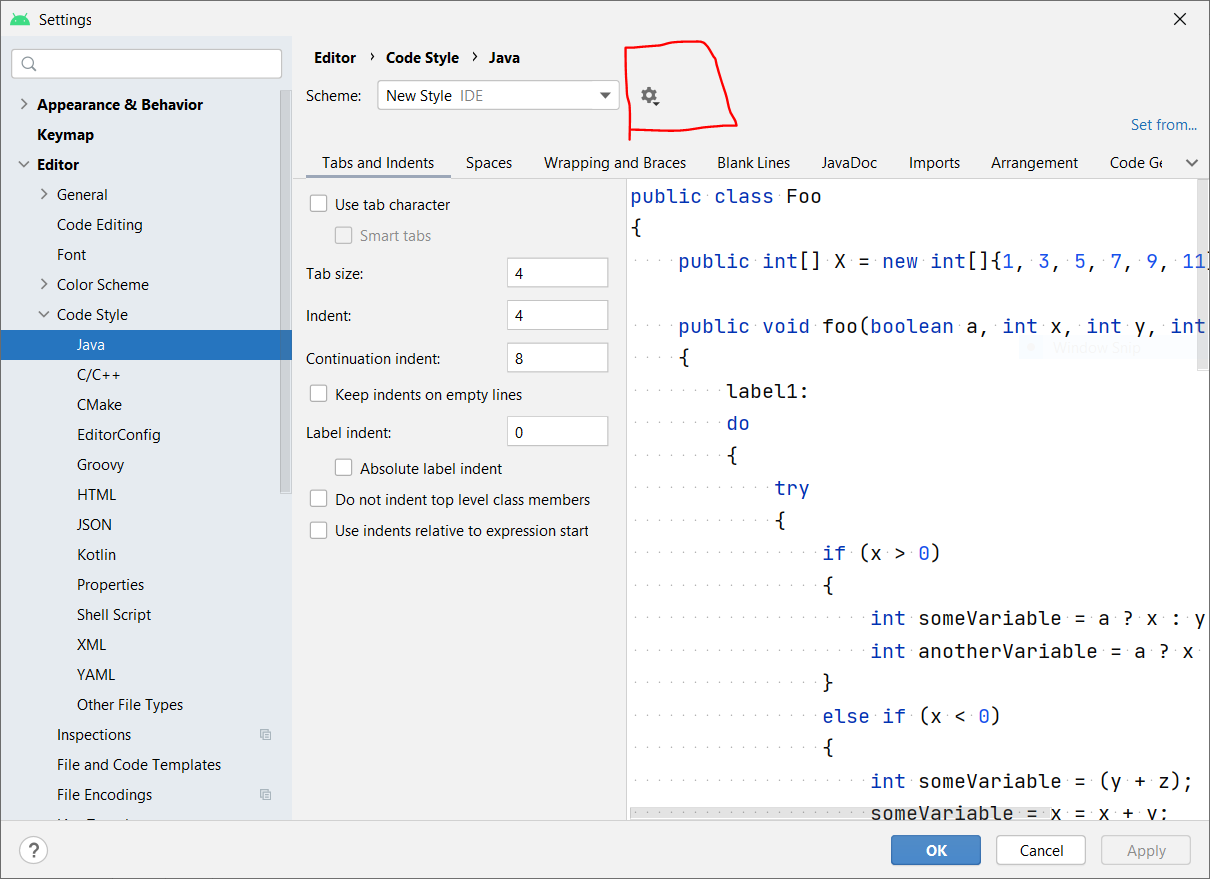 Settings
Editor › Code Style › Java
Scheme: New Style IDE
Set from...
Appearance & Behavior
Keymap
Editor
General
Code Editing
Font
Color Scheme
Code Style
Java
C/C++
CMake
EditorConfig
Groovy
HTML
JSON
Kotlin
Properties
Shell Script
XML
YAML
Other File Types
Inspections
File and Code Templates
File Encodings
Tabs and Indents Spaces Wrapping and Braces Blank Lines JavaDoc Imports Arrangement Code Ge
Use tab character
Smart tabs
Tab size: 4
Indent: 4
Continuation indent: 8
Keep indents on empty lines
Label indent: 0
Absolute label indent
Do not indent top level class members
Use indents relative to expression start
public class Foo
{
public int[] X = new int[]{1, 3, 5, 7, 9, 11
public void foo(boolean a, int x, int y, int
Window Snip
{
label1:
do
{
try
{
if (x > 0)
{
int someVariable = a ? x : y
int anotherVariable = a ? x
}
else if (x < 0)
{
int someVariable = (y + z);
someVariable = x = x + y;
?
OK Cancel Apply